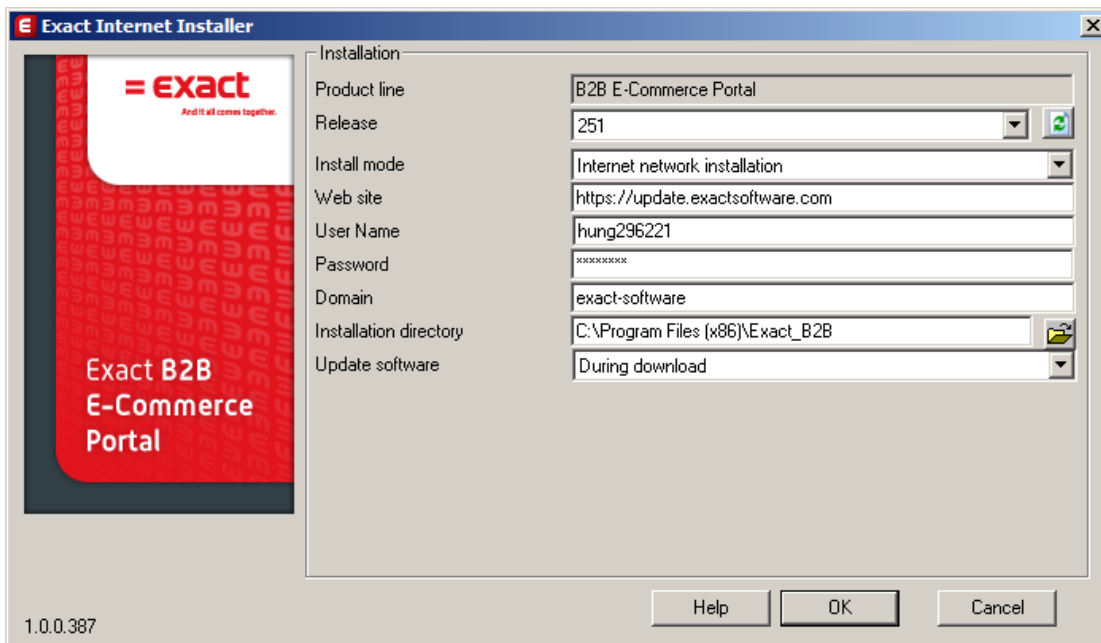 Exact Internet Installer
= exact
And it all comes together.
Exact B2B
E-Commerce
Portal
1.0.0.387
Installation
Product line B2B E-Commerce Portal
Release 251
Install mode Internet network installation
Web site https://update.exactsoftware.com
User Name hung296221
Password ××××××××
Domain exact-software
Installation directory C:\Program Files (x86)\Exact_B2B
Update software During download
Help OK Cancel